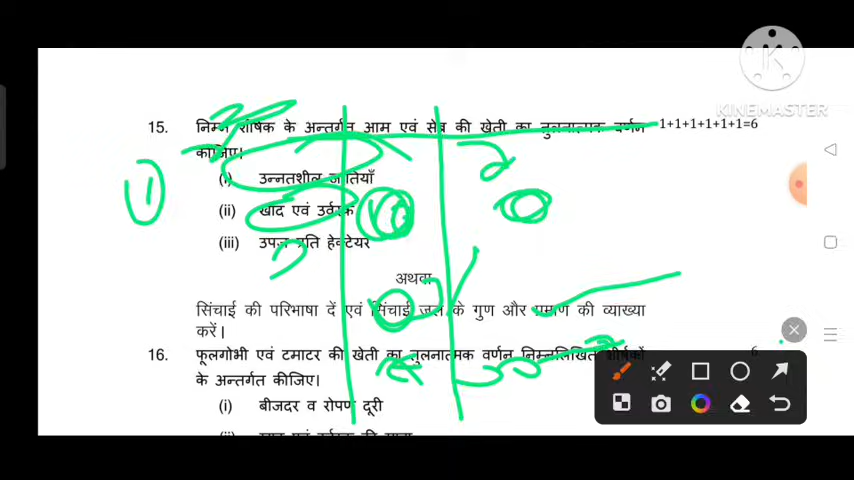 KINEMASTER
15. निम्न शीर्षक के अन्तर्गत आम एवं सेब की खेती का तुलनात्मक वर्णन 1+1+1+1+1+1=6
कीजिए।
(i) उन्नतशील जातियाँ
(ii) खाद एवं उर्वरक
(iii) उपज प्रति हेक्टेयर
अथवा
सिंचाई की परिभाषा दें एवं सिंचाई जल के गुण और प्रमाण की व्याख्या
करें।
16. फूलगोभी एवं टमाटर की खेती का तुलनात्मक वर्णन निम्नलिखित शीर्षकों 6
के अन्तर्गत कीजिए।
(i) बीजदर व रोपण दूरी
(ii)